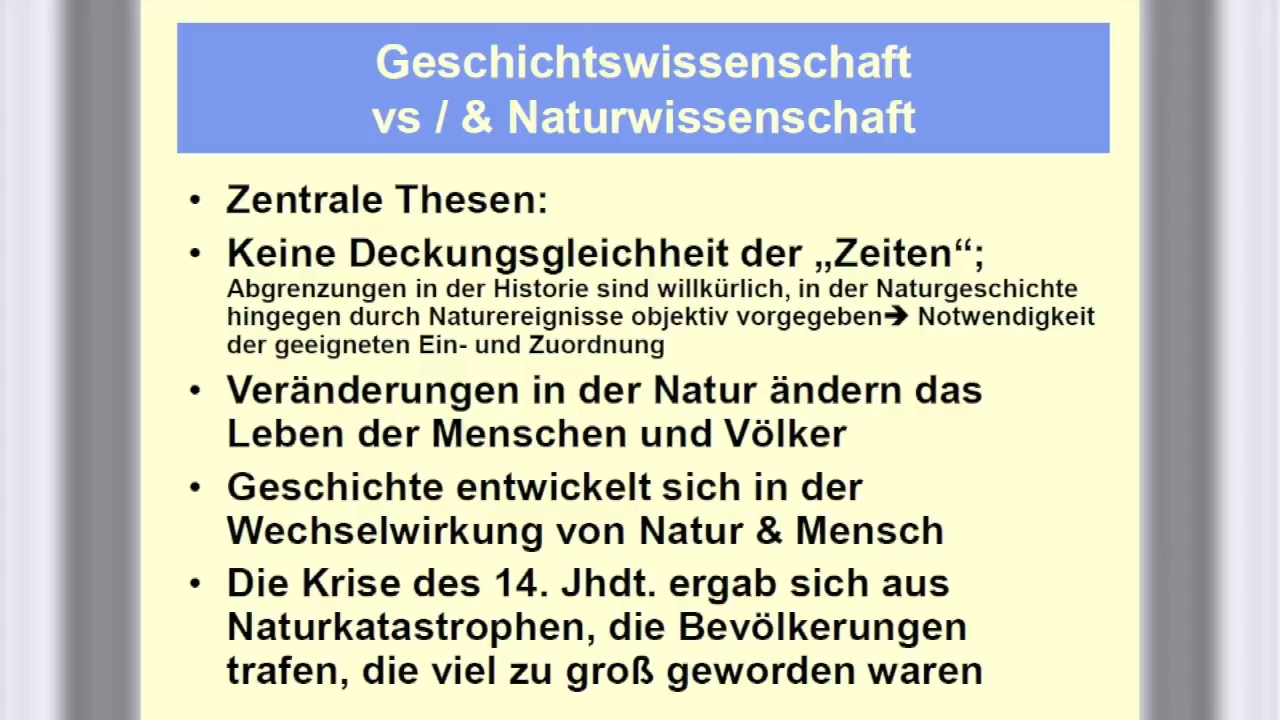 Geschichtswissenschaft
vs / & Naturwissenschaft
• Zentrale Thesen:
• Keine Deckungsgleichheit der „Zeiten“;
Abgrenzungen in der Historie sind willkürlich, in der Naturgeschichte
hingegen durch Naturereignisse objektiv vorgegeben➔ Notwendigkeit
der geeigneten Ein- und Zuordnung
• Veränderungen in der Natur ändern das
Leben der Menschen und Völker
• Geschichte entwickelt sich in der
Wechselwirkung von Natur & Mensch
• Die Krise des 14. Jhdt. ergab sich aus
Naturkatastrophen, die Bevölkerungen
trafen, die viel zu groß geworden waren